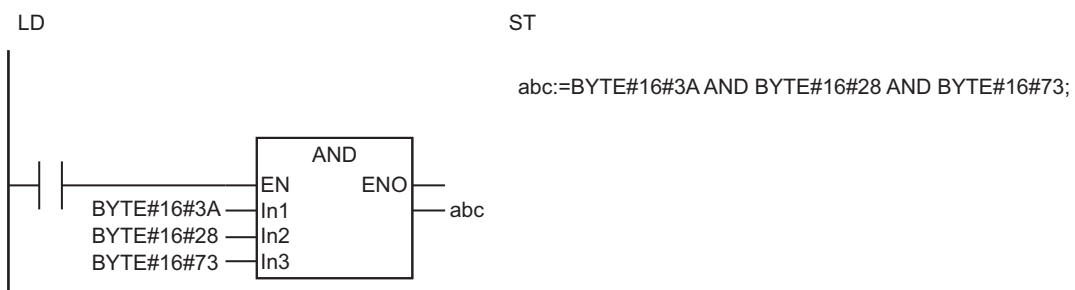 LD
ST
abc:=BYTE#16#3A AND BYTE#16#28 AND BYTE#16#73;
AND
EN ENO
BYTE#16#3A In1 abc
BYTE#16#28 In2
BYTE#16#73 In3